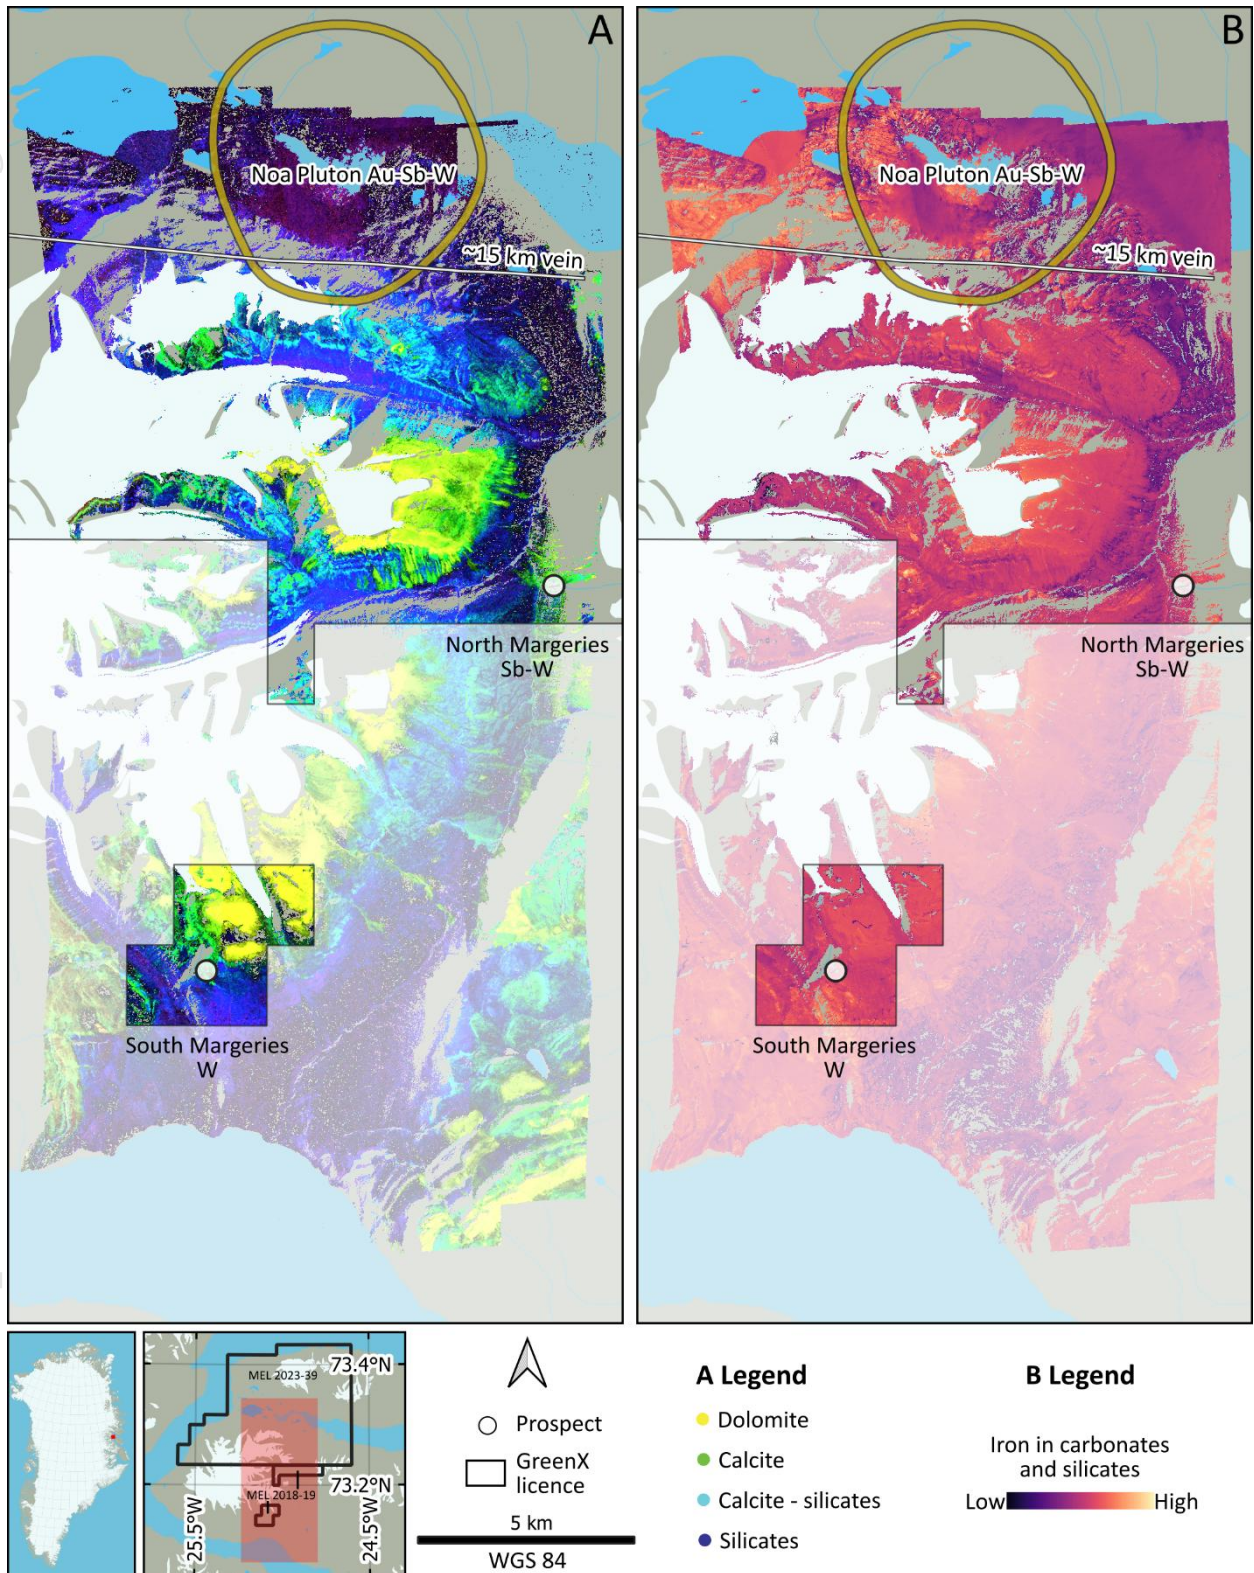 A
Noa Pluton Au-Sb-W
~15 km vein
North Margeries
Sb-W
South Margeries
W
B
Noa Pluton Au-Sb-W
~15 km vein
North Margeries
Sb-W
South Margeries
W
73.4°N
MEL 2023-39
73.2°N
MEL 2018-19
25.5°W
24.5°W
Prospect
GreenX
licence
5 km
WGS 84
A Legend
Dolomite
Calcite
Calcite - silicates
Silicates
B Legend
Iron in carbonates
and silicates
Low
High